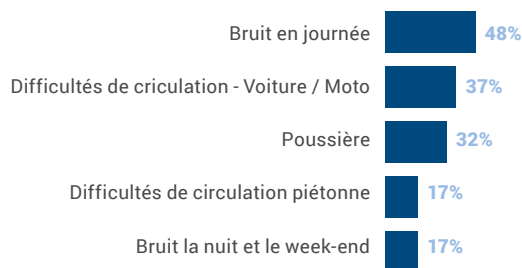 Bruit en journée 48%
Difficultés de criculation - Voiture / Moto 37%
Poussière 32%
Difficultés de circulation piétonne 17%
Bruit la nuit et le week-end 17%